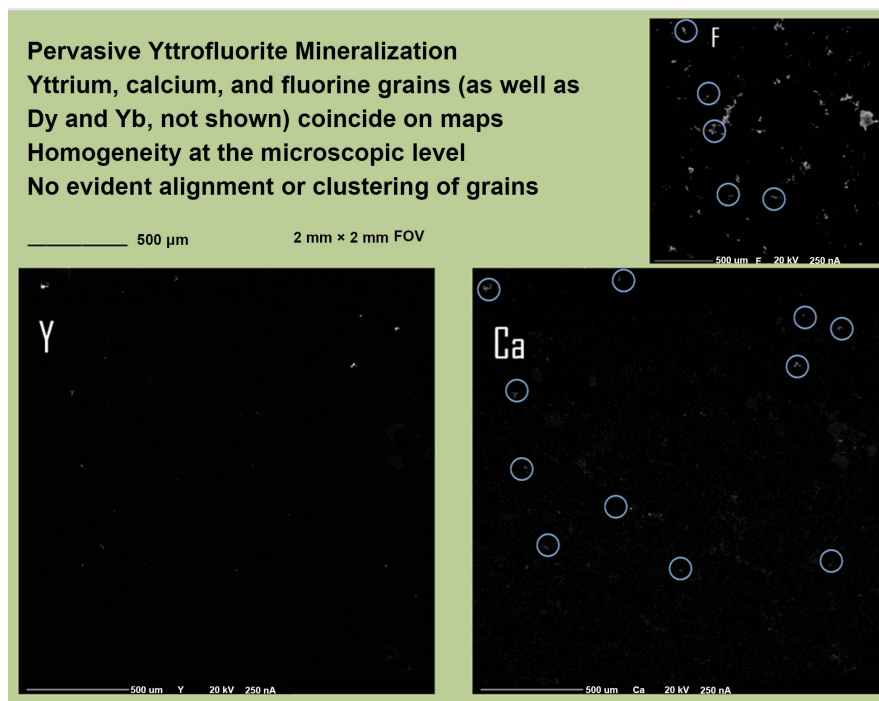 Pervasive Yttrofluorite Mineralization
Yttrium, calcium, and fluorine grains (as well as
Dy and Yb, not shown) coincide on maps
Homogeneity at the microscopic level
No evident alignment or clustering of grains
500 µm
2 mm × 2 mm FOV
F
500 um F 20 kV 250 nA
Y
500 um Y 20 kV 250 nA
Ca
500 um Ca 20 kV 250 nA